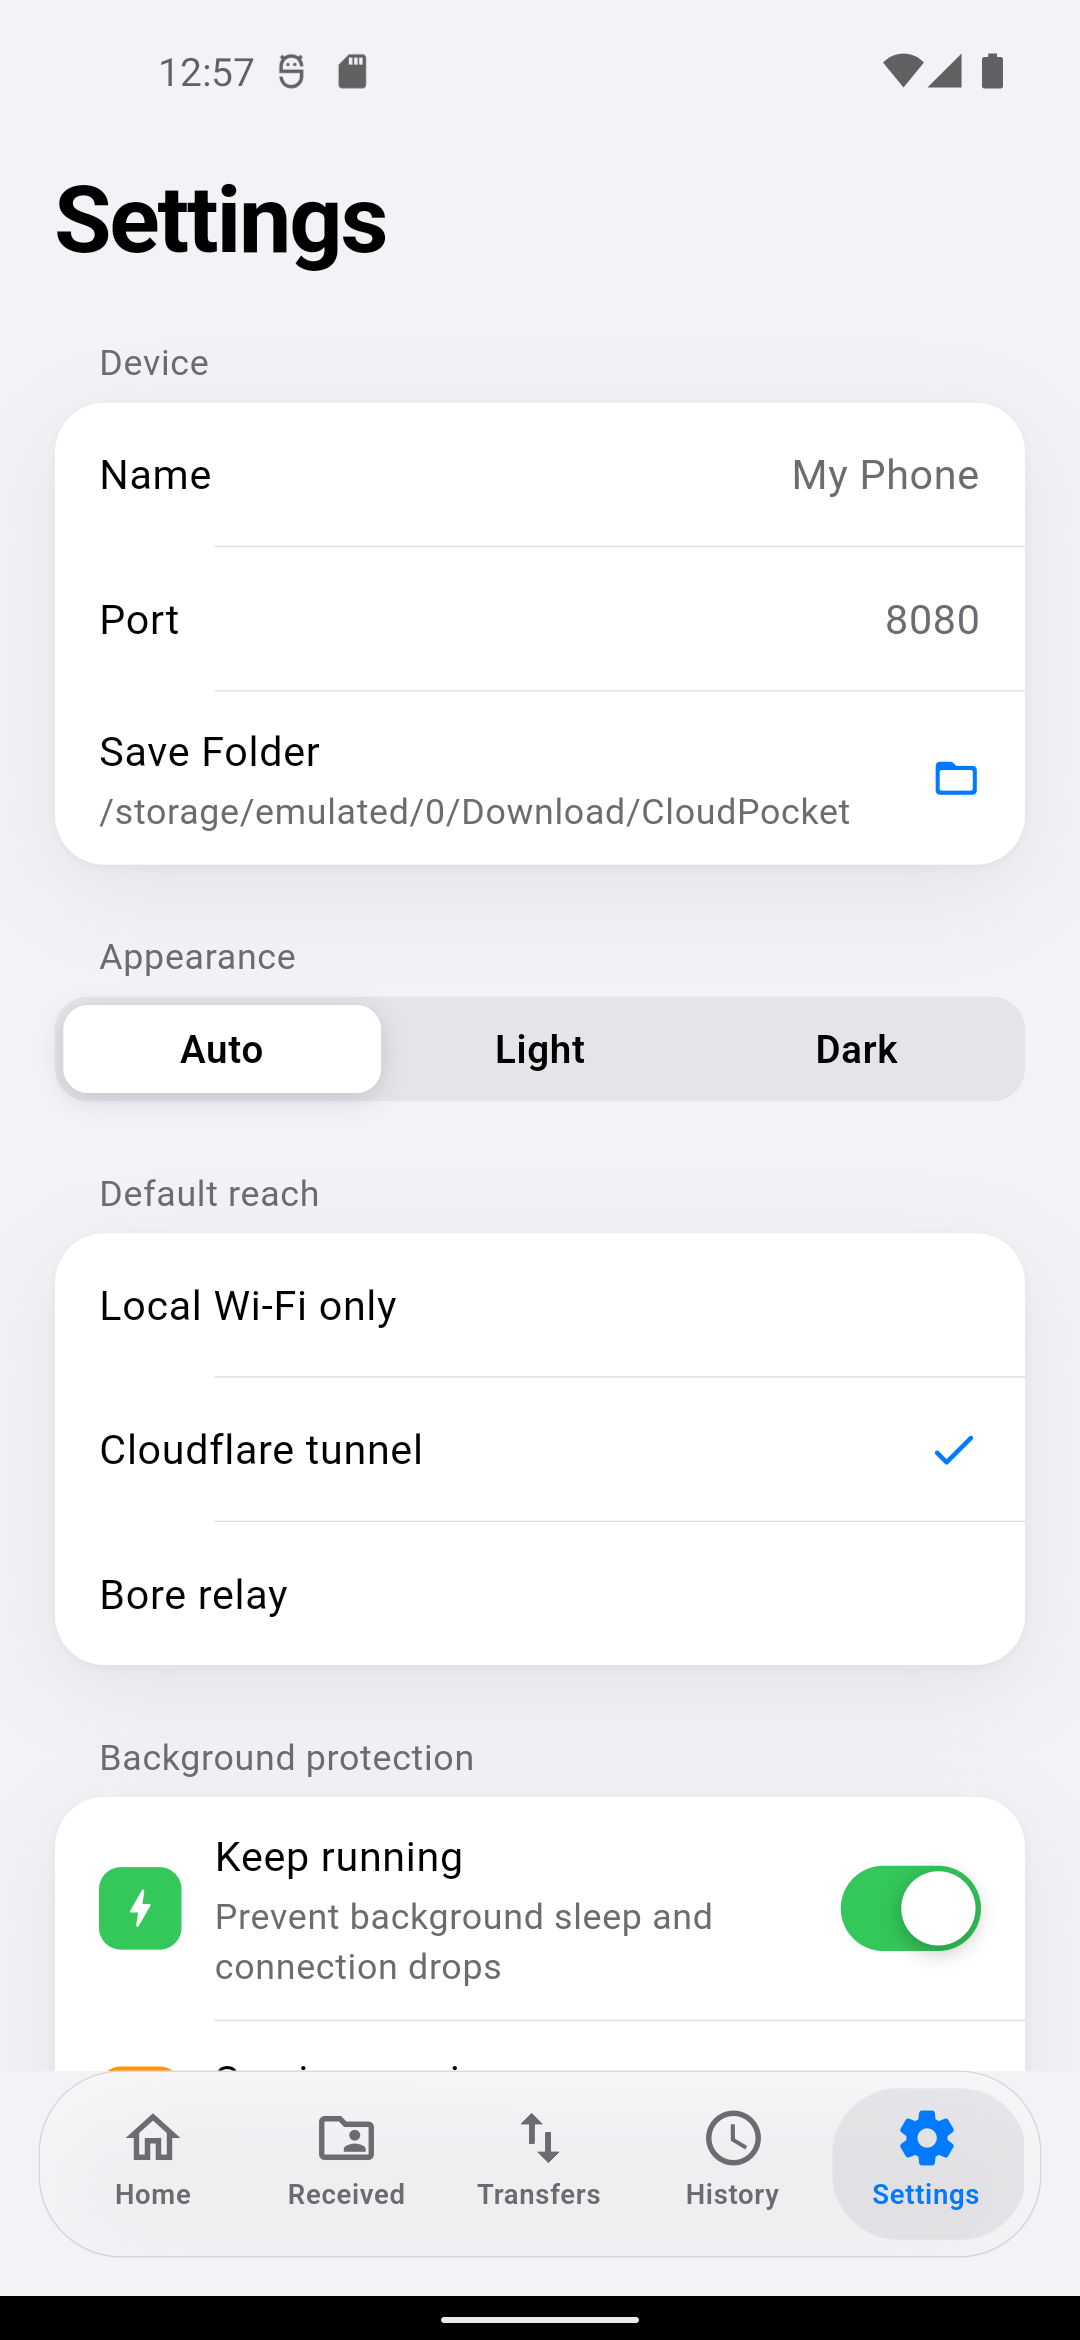 12:57
Settings
Device
Name
My Phone
Port
8080
Save Folder
/storage/emulated/0/Download/CloudPocket
Appearance
Auto
Light
Dark
Default reach
Local Wi-Fi only
Cloudflare tunnel
Bore relay
Background protection
Keep running
Prevent background sleep and
connection drops
Home
Received
Transfers
History
Settings